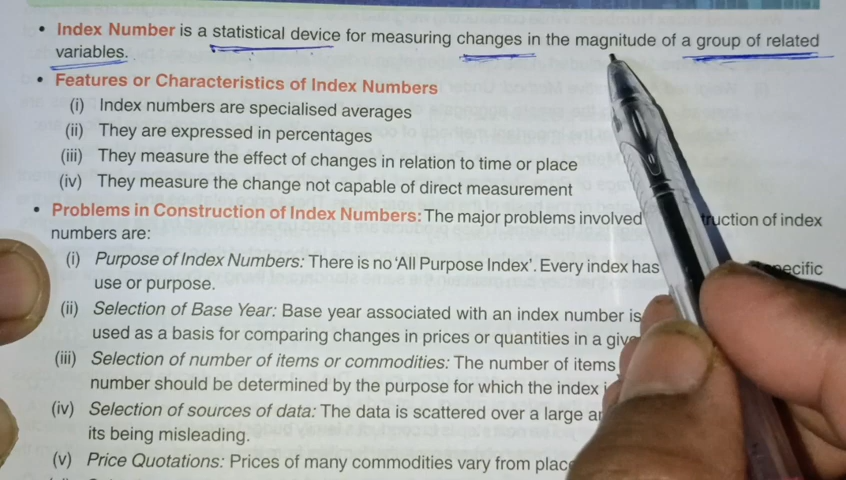 • Index Number is a statistical device for measuring changes in the magnitude of a group of related
variables.
• Features or Characteristics of Index Numbers
(i) Index numbers are specialised averages
(ii) They are expressed in percentages
(iii) They measure the effect of changes in relation to time or place
(iv) They measure the change not capable of direct measurement
• Problems in Construction of Index Numbers: The major problems involved truction of index
numbers are:
(i) Purpose of Index Numbers: There is no 'All Purpose Index'. Every index has ecific
use or purpose.
(ii) Selection of Base Year: Base year associated with an index number is
used as a basis for comparing changes in prices or quantities in a give
(iii) Selection of number of items or commodities: The number of items
number should be determined by the purpose for which the index
(iv) Selection of sources of data: The data is scattered over a large
its being misleading.
(v) Price Quotations: Prices of many commodities vary from place